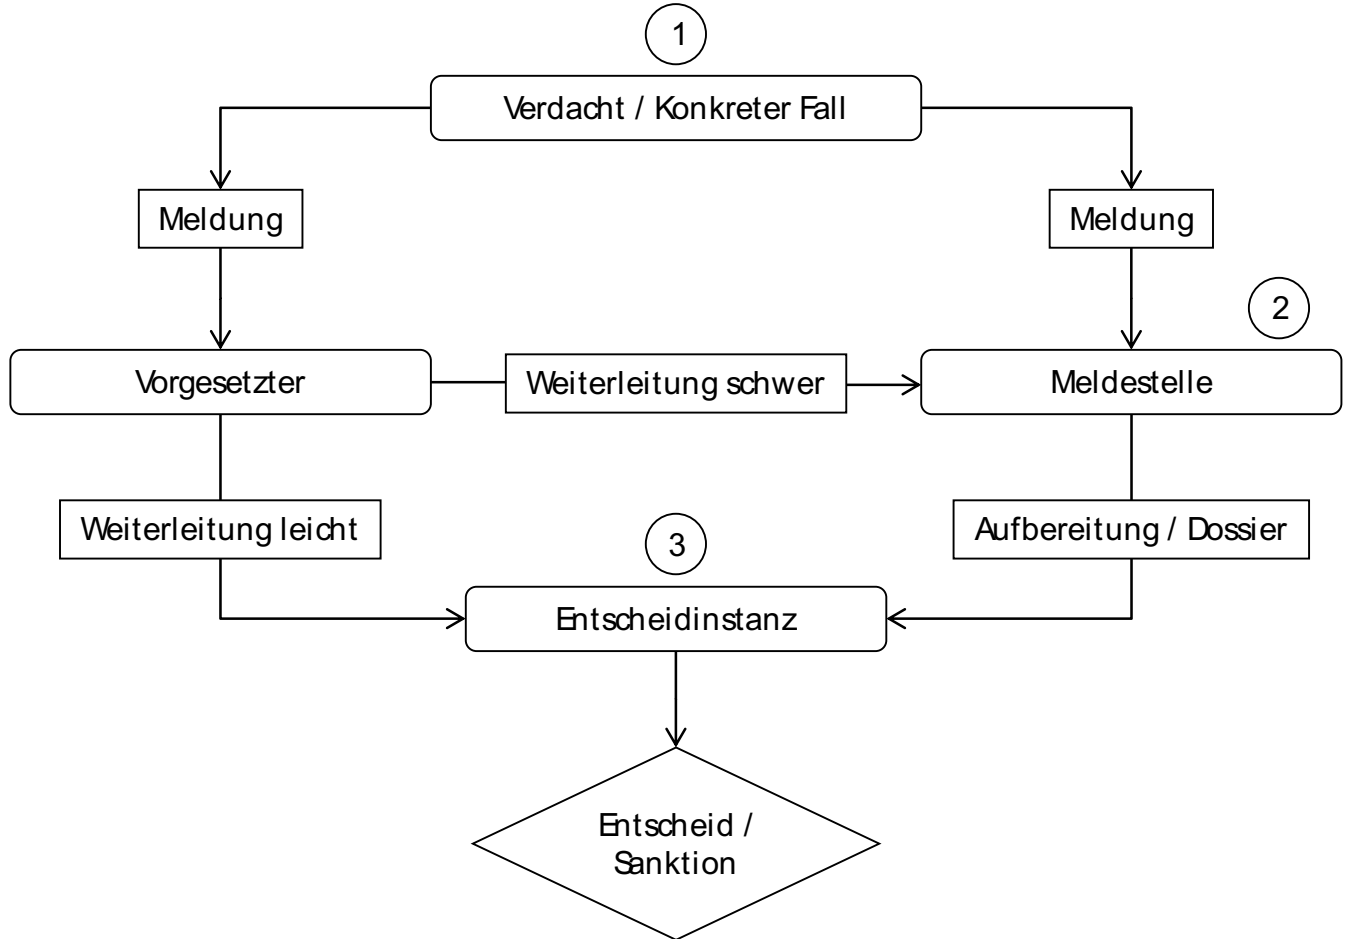 1
Verdacht / Konkreter Fall
Meldung
Meldung
2
Vorgesetzter
Weiterleitung schwer
Meldestelle
Weiterleitung leicht
Aufbereitung / Dossier
3
Entscheidinstanz
Entscheid /
Sanktion